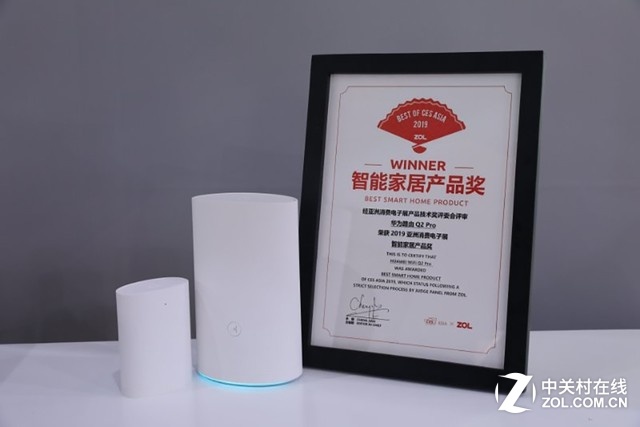 BEST OF CES ASIA
2019
ZOL
WINNER
智能家居产品奖
BEST SMART HOME PRODUCT
经亚洲消费电子展产品技术奖评委会评审
华为路由 Q2 Pro
荣获 2019 亚洲消费电子展
智能家居产品奖
THIS IS TO CERTIFY THAT
HUAWEI WiFi Q2 Pro
WAS AWARDED
BEST SMART HOME PRODUCT
OF CES ASIA 2019, WHICH STATUS FOLLOWING A
STRICT SELECTION PROCESS BY JUDGE PANEL FROM ZOL
ZOL
中关村在线
ZOL.COM.CN